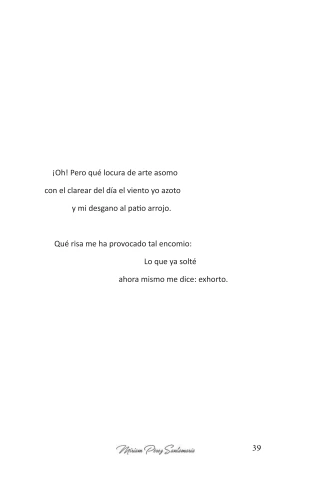 ¡Oh! Pero qué locura de arte asomo
con el clarear del día el viento yo azoto
y mi desgano al patio arrojo.
Qué risa me ha provocado tal encomio:
Lo que ya solté
ahora mismo me dice: exhorto.
Míriam Pérez Santamaría 39